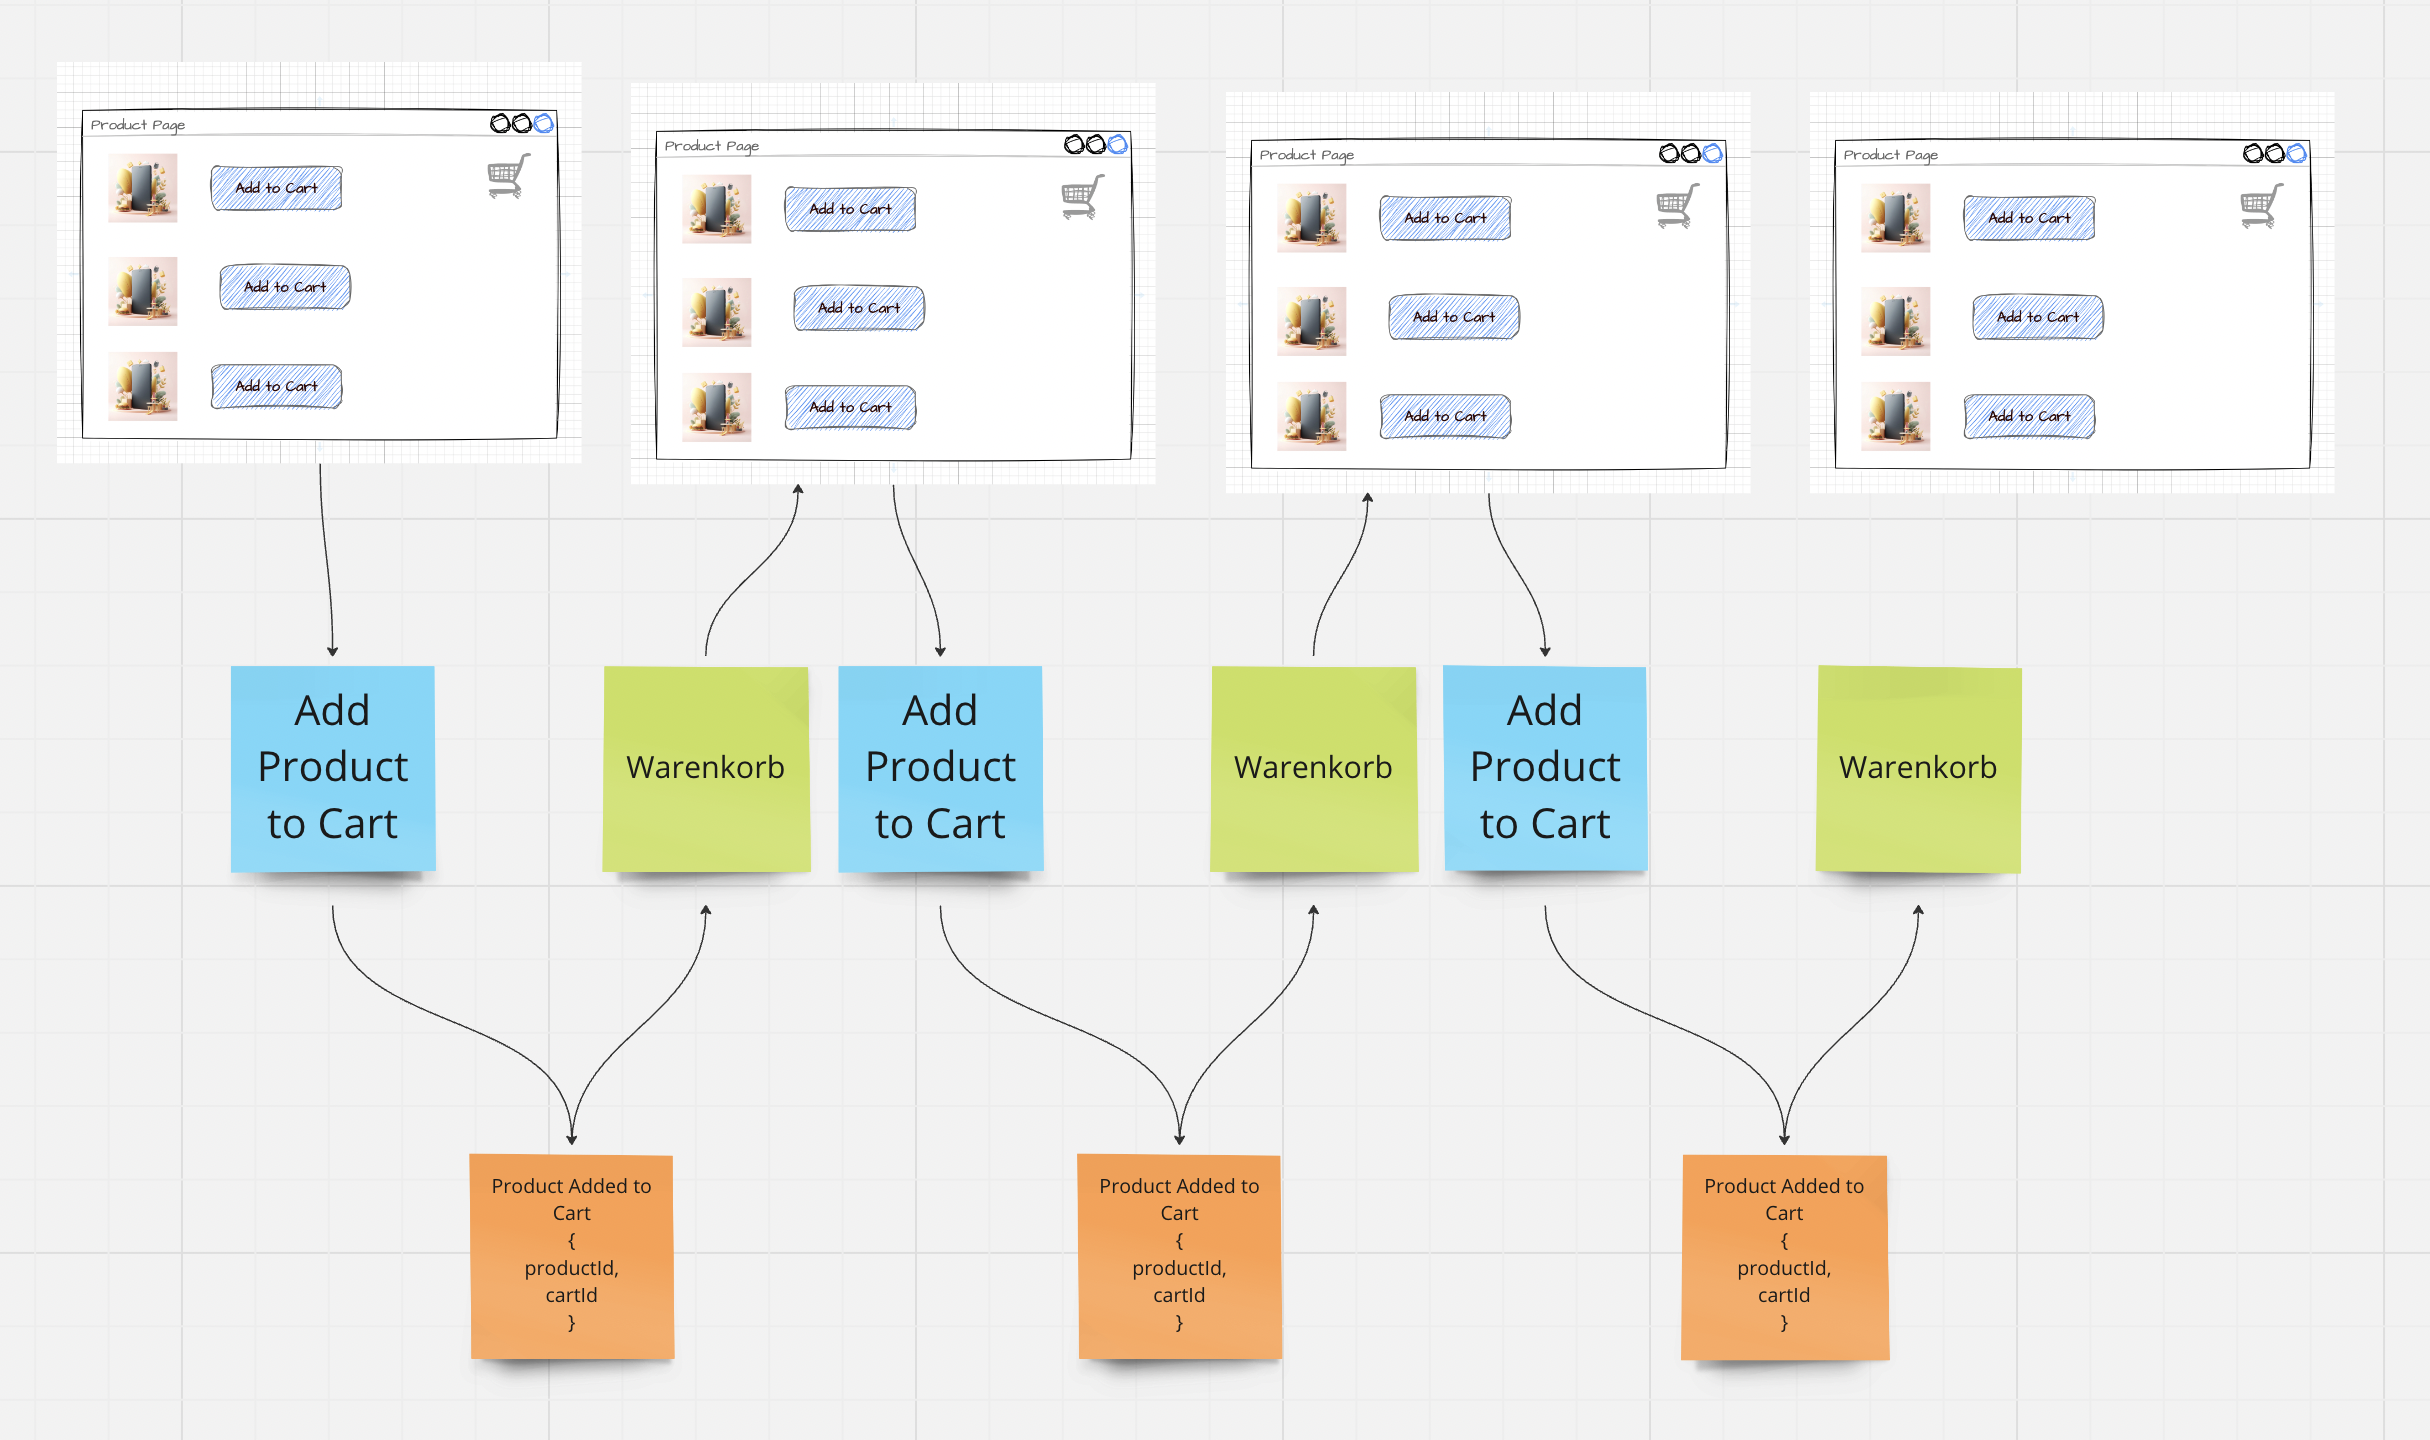 Product Page
Add to Cart
Add to Cart
Add to Cart
Product Page
Add to Cart
Add to Cart
Add to Cart
Product Page
Add to Cart
Add to Cart
Add to Cart
Product Page
Add to Cart
Add to Cart
Add to Cart
Add
Product
to Cart
Warenkorb
Add
Product
to Cart
Warenkorb
Add
Product
to Cart
Warenkorb
Product Added to
Cart
{
productId,
cartId
}
Product Added to
Cart
{
productId,
cartId
}
Product Added to
Cart
{
productId,
cartId
}